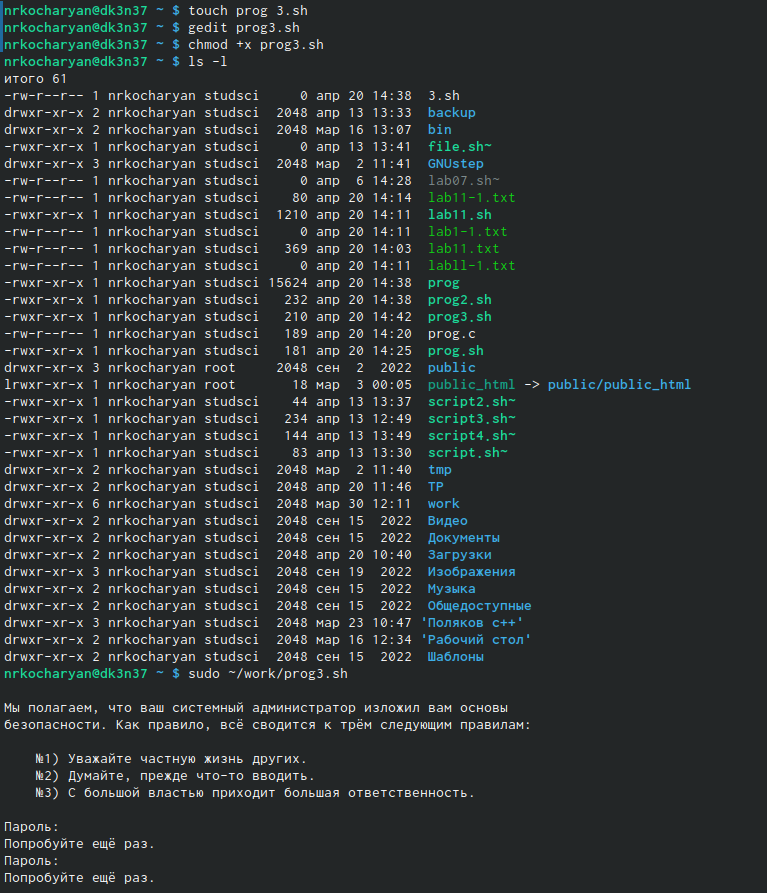 nrkocharyan@dk3n37 ~ $ touch prog 3.sh
nrkocharyan@dk3n37 ~ $ gedit prog3.sh
nrkocharyan@dk3n37 ~ $ chmod +x prog3.sh
nrkocharyan@dk3n37 ~ $ ls -l
итого 61
-rw-r--r-- 1 nrkocharyan studsci     0 апр 20 14:38  3.sh
drwxr-xr-x 2 nrkocharyan studsci  2048 апр 13 13:33  backup
drwxr-xr-x 2 nrkocharyan studsci  2048 мар 16 13:07  bin
-rwxr-xr-x 1 nrkocharyan studsci     0 апр 13 13:41  file.sh~
drwxr-xr-x 3 nrkocharyan studsci  2048 мар  2 11:41  GNUstep
-rw-r--r-- 1 nrkocharyan studsci     0 апр  6 14:28  lab07.sh~
-rw-r--r-- 1 nrkocharyan studsci    80 апр 20 14:14  lab11-1.txt
-rwxr-xr-x 1 nrkocharyan studsci  1210 апр 20 14:11  lab11.sh
-rw-r--r-- 1 nrkocharyan studsci     0 апр 20 14:11  lab1-1.txt
-rw-r--r-- 1 nrkocharyan studsci   369 апр 20 14:03  lab11.txt
-rw-r--r-- 1 nrkocharyan studsci     0 апр 20 14:11  labll-1.txt
-rwxr-xr-x 1 nrkocharyan studsci 15624 апр 20 14:38  prog
-rwxr-xr-x 1 nrkocharyan studsci   232 апр 20 14:38  prog2.sh
-rwxr-xr-x 1 nrkocharyan studsci   210 апр 20 14:42  prog3.sh
-rw-r--r-- 1 nrkocharyan studsci   189 апр 20 14:20  prog.c
-rwxr-xr-x 1 nrkocharyan studsci   181 апр 20 14:25  prog.sh
drwxr-xr-x 3 nrkocharyan root     2048 сен  2  2022  public
lrwxr-xr-x 1 nrkocharyan root       18 мар  3 00:05  public_html -> public/public_html
-rwxr-xr-x 1 nrkocharyan studsci    44 апр 13 13:37  script2.sh~
-rwxr-xr-x 1 nrkocharyan studsci   234 апр 13 12:49  script3.sh~
-rwxr-xr-x 1 nrkocharyan studsci   144 апр 13 13:49  script4.sh~
-rwxr-xr-x 1 nrkocharyan studsci    83 апр 13 13:30  script.sh~
drwxr-xr-x 2 nrkocharyan studsci  2048 мар  2 11:40  tmp
drwxr-xr-x 2 nrkocharyan studsci  2048 апр 20 11:46  TP
drwxr-xr-x 6 nrkocharyan studsci  2048 мар 30 12:11  work
drwxr-xr-x 2 nrkocharyan studsci  2048 сен 15  2022  Видео
drwxr-xr-x 2 nrkocharyan studsci  2048 сен 15  2022  Документы
drwxr-xr-x 2 nrkocharyan studsci  2048 апр 20 10:40  Загрузки
drwxr-xr-x 3 nrkocharyan studsci  2048 сен 19  2022  Изображения
drwxr-xr-x 2 nrkocharyan studsci  2048 сен 15  2022  Музыка
drwxr-xr-x 2 nrkocharyan studsci  2048 сен 15  2022  Общедоступные
drwxr-xr-x 3 nrkocharyan studsci  2048 мар 23 10:47 'Поляков с++'
drwxr-xr-x 2 nrkocharyan studsci  2048 мар 16 12:34 'Рабочий стол'
drwxr-xr-x 2 nrkocharyan studsci  2048 сен 15  2022  Шаблоны
nrkocharyan@dk3n37 ~ $ sudo ~/work/prog3.sh
Мы полагаем, что ваш системный администратор изложил вам основы
безопасности. Как правило, всё сводится к трём следующим правилам:
№1) Уважайте частную жизнь других.
№2) Думайте, прежде что-то вводить.
№3) С большой властью приходит большая ответственность.
Пароль:
Попробуйте ещё раз.
Пароль:
Попробуйте ещё раз.